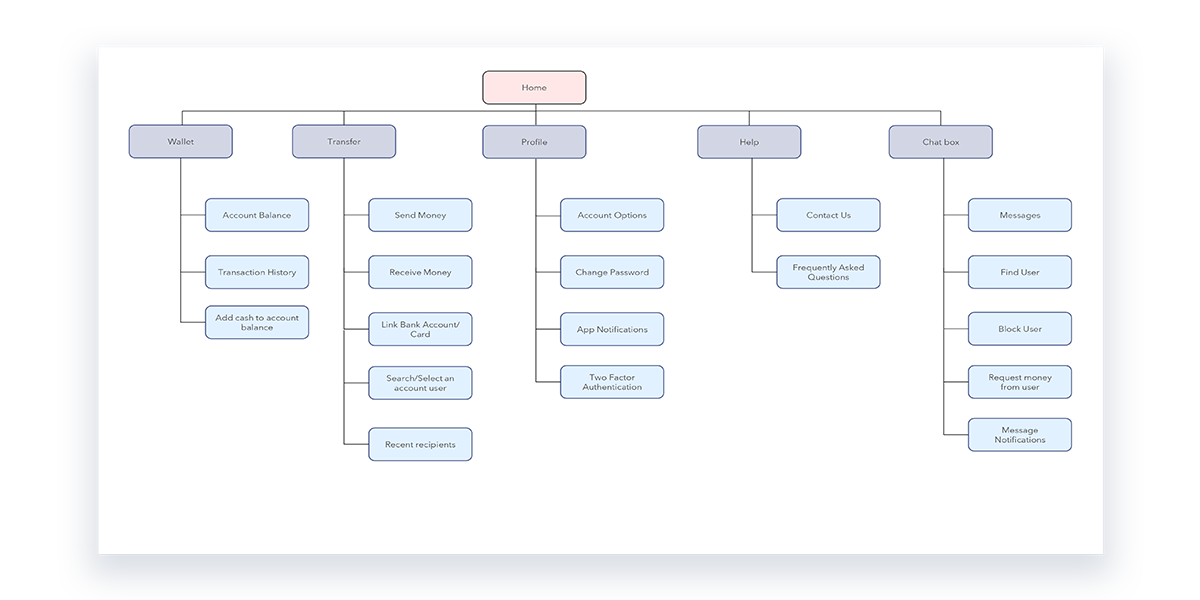 Home
Wallet
Transfer
Profile
Help
Chat box
Account Balance
Transaction History
Add cash to account
balance
Send Money
Receive Money
Link Bank Account/
Card
Search/Select an
account user
Recent recipients
Account Options
Change Password
App Notifications
Two Factor
Authentication
Contact Us
Frequently Asked
Questions
Messages
Find User
Block User
Request money
from user
Message
Notifications